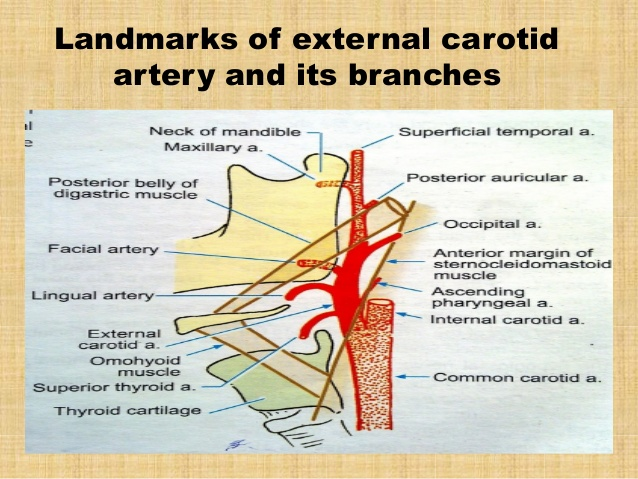 Landmarks of external carotid
artery and its branches
al
e
Neck of mandible
Maxillary a.
Posterior belly of
digastric muscle
Facial artery
Lingual artery
External
carotid a.
Omohyoid
muscle
Superior thyroid a.
Thyroid cartilage
Superficial temporal a.
Posterior auricular a.
Occipital a.
Anterior margin of
sternocleidomastoid
muscle
Ascending
pharyngeal a.
Internal carotid a.
Common carotid a.